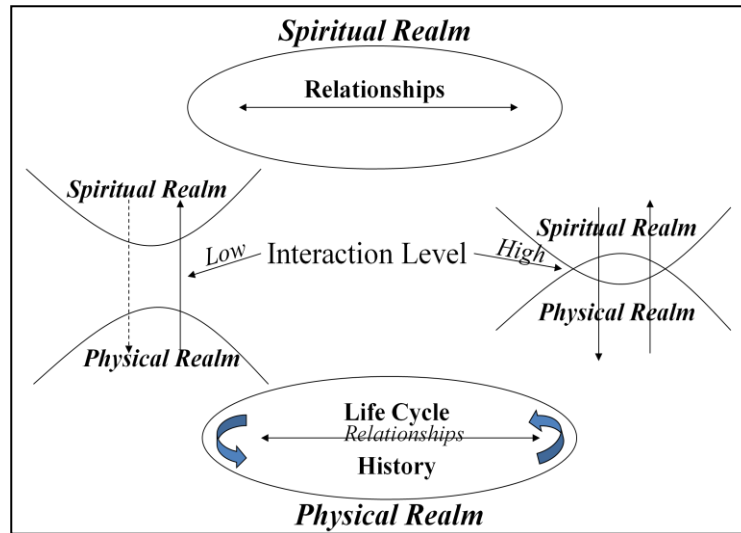 Spiritual Realm
Relationships
Spiritual Realm
Physical Realm
Low
Interaction Level
High
Spiritual Realm
Physical Realm
Life Cycle
Relationships
History
Physical Realm